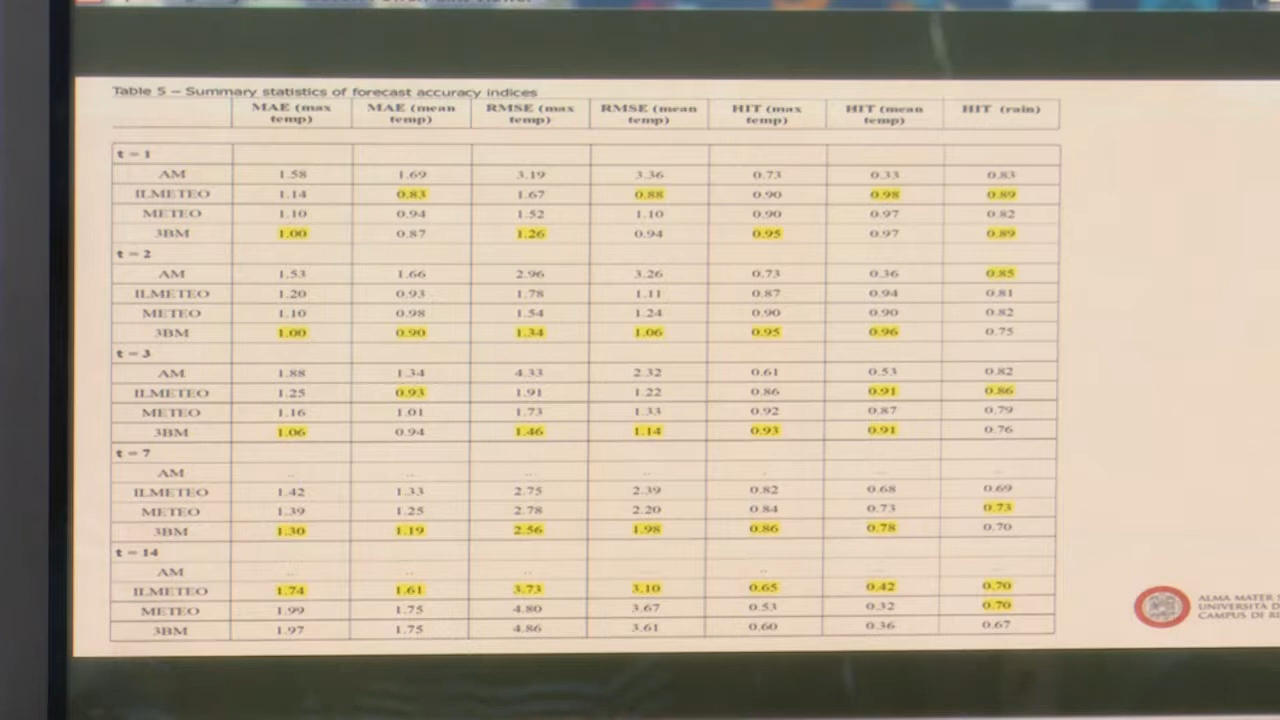 Table 5 – Summary statistics of forecast accuracy indices
MAE (max temp) MAE (mean temp) RMSE (max temp) RMSE (mean temp) HIT (max temp) HIT (mean temp) HIT (rain)
t = 1
AM 1.58 1.69 3.19 3.36 0.73 0.33 0.83
ILMETEO 1.14 0.83 1.67 0.88 0.90 0.98 0.89
METEO 1.10 0.94 1.52 1.10 0.90 0.97 0.82
3BM 1.00 0.87 1.26 0.94 0.95 0.97 0.89
t = 2
AM 1.53 1.66 2.96 3.26 0.73 0.36 0.85
ILMETEO 1.20 0.93 1.78 1.11 0.87 0.94 0.81
METEO 1.10 0.98 1.54 1.24 0.90 0.90 0.82
3BM 1.00 0.90 1.34 1.06 0.95 0.96 0.75
t = 3
AM 1.88 1.34 4.33 2.32 0.61 0.53 0.82
ILMETEO 1.25 0.93 1.91 1.22 0.86 0.91 0.86
METEO 1.16 1.01 1.73 1.33 0.92 0.87 0.79
3BM 1.06 0.94 1.46 1.14 0.93 0.91 0.76
t = 7
AM .. .. .. ..
ILMETEO 1.42 1.33 2.75 2.39 0.82 0.68 0.69
METEO 1.39 1.25 2.78 2.20 0.84 0.73 0.73
3BM 1.30 1.19 2.56 1.98 0.86 0.78 0.70
t = 14
AM .. .. .. .. ..
ILMETEO 1.74 1.61 3.73 3.10 0.65 0.42 0.70
METEO 1.99 1.75 4.80 3.67 0.53 0.32 0.70
3BM 1.97 1.75 4.86 3.61 0.60 0.36 0.67
ALMA MATER
UNIVERSITÀ D
CAMPUS DI